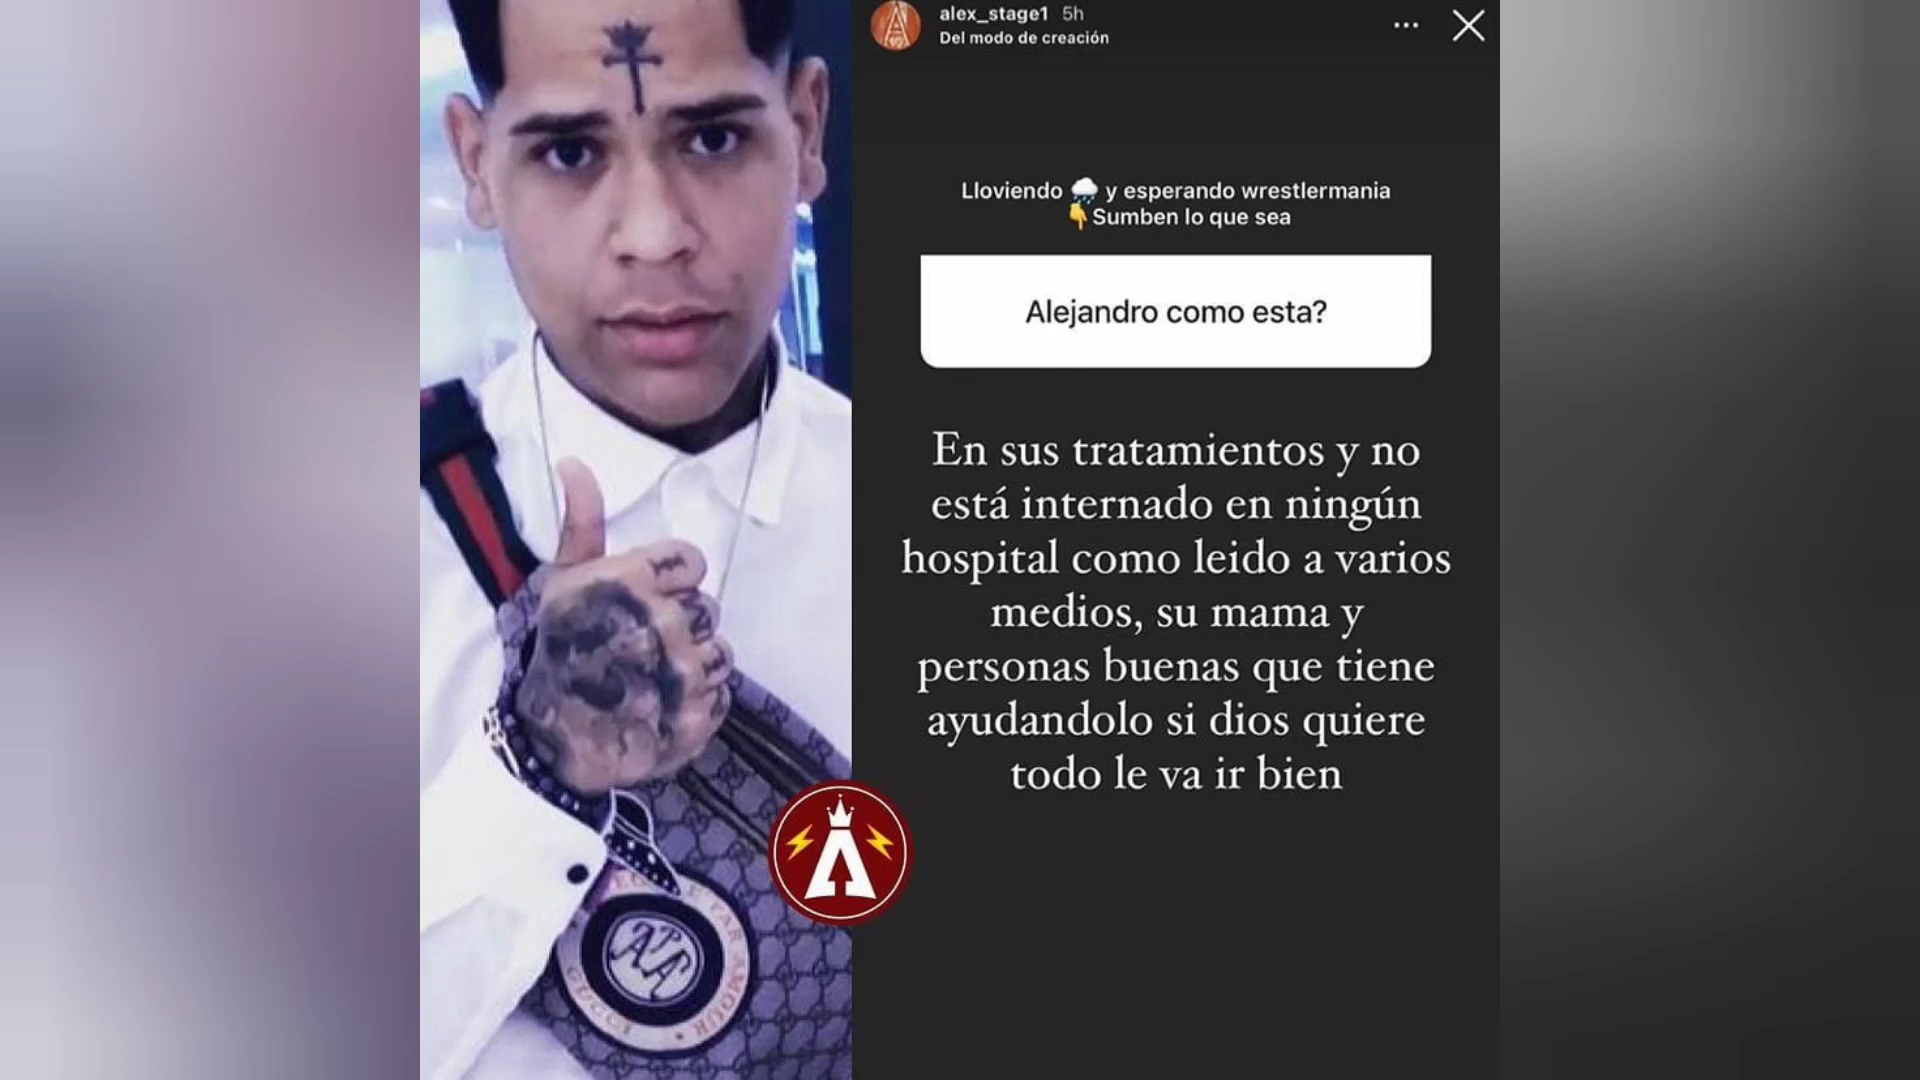 alex_stage1 5h
Del modo de creación
Lloviendo 🌧️ y esperando wrestlermania
👇Sumben lo que sea
Alejandro como esta?
En sus tratamientos y no
está internado en ningún
hospital como leido a varios
medios, su mama y
personas buenas que tiene
ayudandolo si dios quiere
todo le va ir bien
A
GUCCI